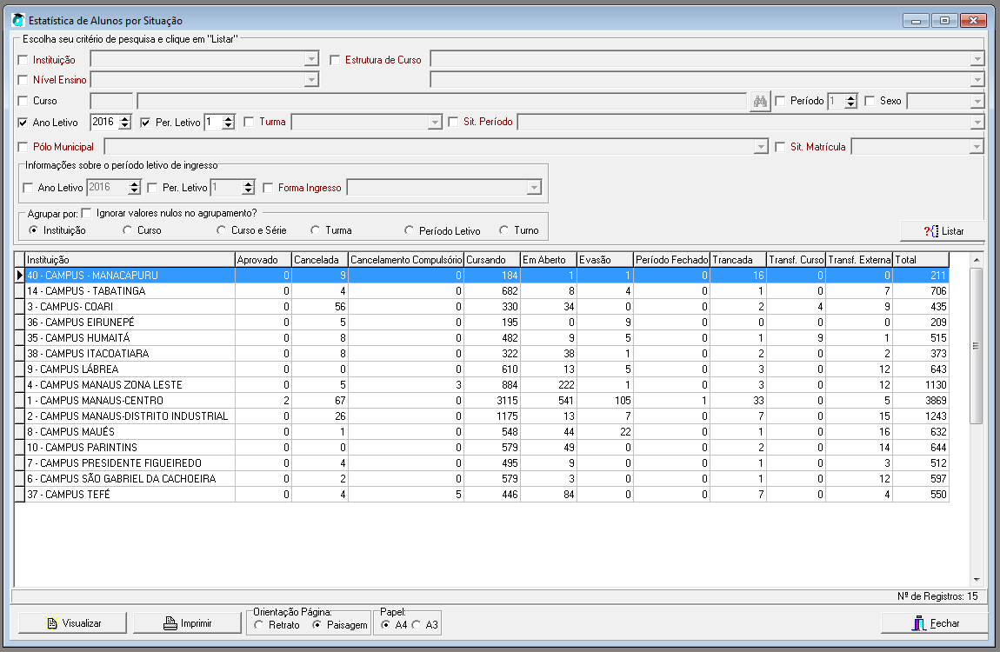 Estatística de Alunos por Situação
Escolha seu critério de pesquisa e clique em "Listar"
Instituição Estrutura de Curso
Nível Ensino
Curso Período 1 Sexo
Ano Letivo 2016 Per. Letivo 1 Turma Sit. Período
Pólo Municipal Sit. Matrícula
Informações sobre o período letivo de ingresso
Ano Letivo 2016 Per. Letivo 1 Forma Ingresso
Agrupar por: Ignorar valores nulos no agrupamento?
Instituição Curso Curso e Série Turma Período Letivo Turno
?{} Listar
Instituição Aprovado Cancelada Cancelamento Compulsório Cursando Em Aberto Evasão Período Fechado Trancada Transf. Curso Transf. Externa Total
40 - CAMPUS - MANACAPURU 0 9 0 184 1 1 0 16 0 0 211
14 - CAMPUS - TABATINGA 0 4 0 682 8 4 0 1 0 7 706
3 - CAMPUS- COARI 0 56 0 330 34 0 0 2 4 9 435
36 - CAMPUS EIRUNEPÉ 0 5 0 195 0 9 0 0 0 0 209
35 - CAMPUS HUMAITÁ 0 8 0 482 9 5 0 1 9 1 515
38 - CAMPUS ITACOATIARA 0 8 0 322 38 1 0 2 0 2 373
9 - CAMPUS LÁBREA 0 0 0 610 13 5 0 3 0 12 643
4 - CAMPUS MANAUS ZONA LESTE 0 5 3 884 222 1 0 3 0 12 1130
1 - CAMPUS MANAUS-CENTRO 2 67 0 3115 541 105 1 33 0 5 3869
2 - CAMPUS MANAUS-DISTRITO INDUSTRIAL 0 26 0 1175 13 7 0 7 0 15 1243
8 - CAMPUS MAUÉS 0 1 0 548 44 22 0 1 0 16 632
10 - CAMPUS PARINTINS 0 0 0 579 49 0 0 2 0 14 644
7 - CAMPUS PRESIDENTE FIGUEIREDO 0 4 0 495 9 0 0 1 0 3 512
6 - CAMPUS SÃO GABRIEL DA CACHOEIRA 0 2 0 579 3 0 0 1 0 12 597
37 - CAMPUS TEFÉ 0 4 5 446 84 0 0 7 0 4 550
Nº de Registros: 15
Visualizar Imprimir Orientação Página: Retrato Paisagem Papel: A4 A3 Fechar